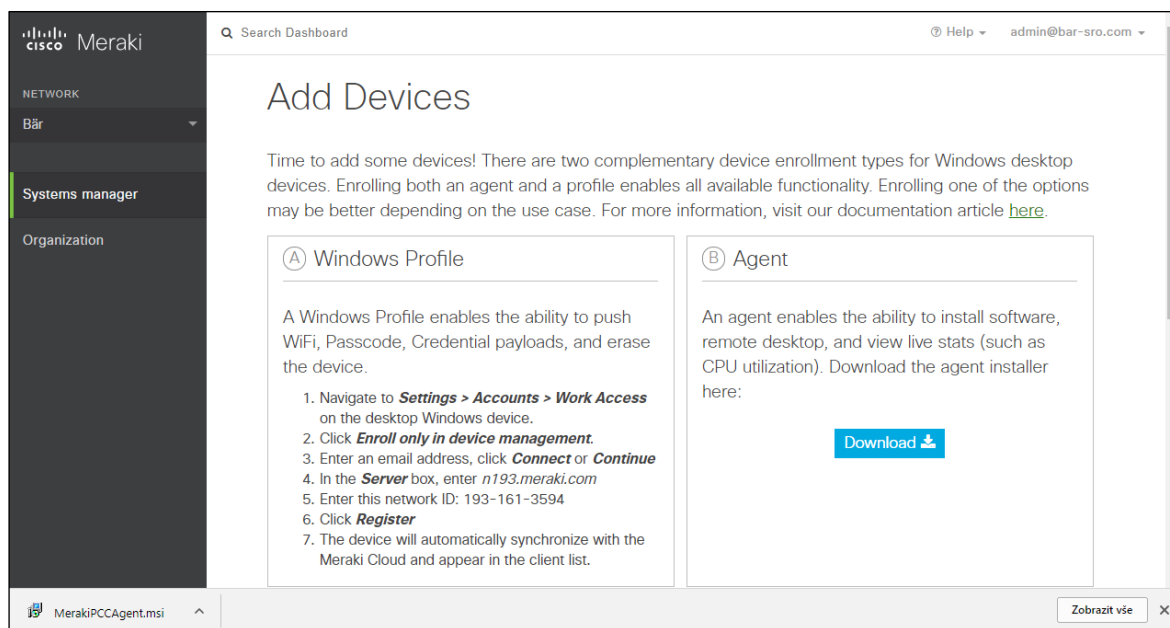 cisco Meraki
Search Dashboard
Help
admin@bar-sro.com
NETWORK
Bär
Systems manager
Organization
Add Devices
Time to add some devices! There are two complementary device enrollment types for Windows desktop
devices. Enrolling both an agent and a profile enables all available functionality. Enrolling one of the options
may be better depending on the use case. For more information, visit our documentation article here.
A Windows Profile
A Windows Profile enables the ability to push
WiFi, Passcode, Credential payloads, and erase
the device.
1. Navigate to Settings > Accounts > Work Access
on the desktop Windows device.
2. Click Enroll only in device management.
3. Enter an email address, click Connect or Continue
4. In the Server box, enter n193.meraki.com
5. Enter this network ID: 193-161-3594
6. Click Register
7. The device will automatically synchronize with the
Meraki Cloud and appear in the client list.
B Agent
An agent enables the ability to install software,
remote desktop, and view live stats (such as
CPU utilization). Download the agent installer
here:
Download
MerakiPCCAgent.msi
Zobrazit vše